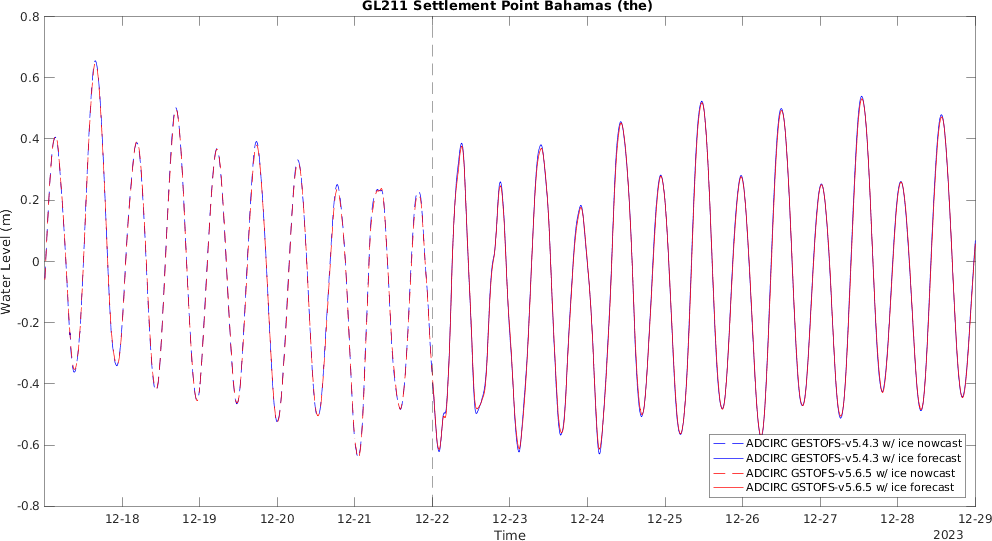 GL211 Settlement Point Bahamas (the)
0.8
0.6
0.4
0.2
0
-0.2
-0.4
-0.6
-0.8
Water Level (m)
ADCIRC GESTOFS-v5.4.3 w/ ice nowcast
ADCIRC GESTOFS-v5.4.3 w/ ice forecast
ADCIRC GSTOFS-v5.6.5 w/ ice nowcast
ADCIRC GSTOFS-v5.6.5 w/ ice forecast
12-18 12-19 12-20 12-21 12-22 12-23 12-24 12-25 12-26 12-27 12-28 12-29
Time
2023